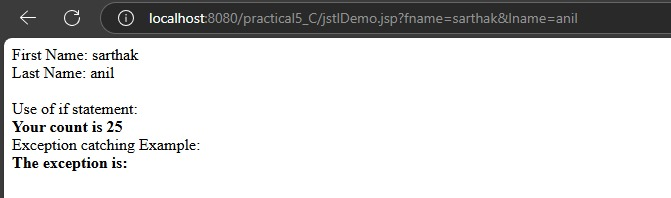 localhost:8080/practical5_C/jstlDemo.jsp?fname=sarthak&lname=anil
First Name: sarthak
Last Name: anil
Use of if statement:
Your count is 25
Exception catching Example:
The exception is: